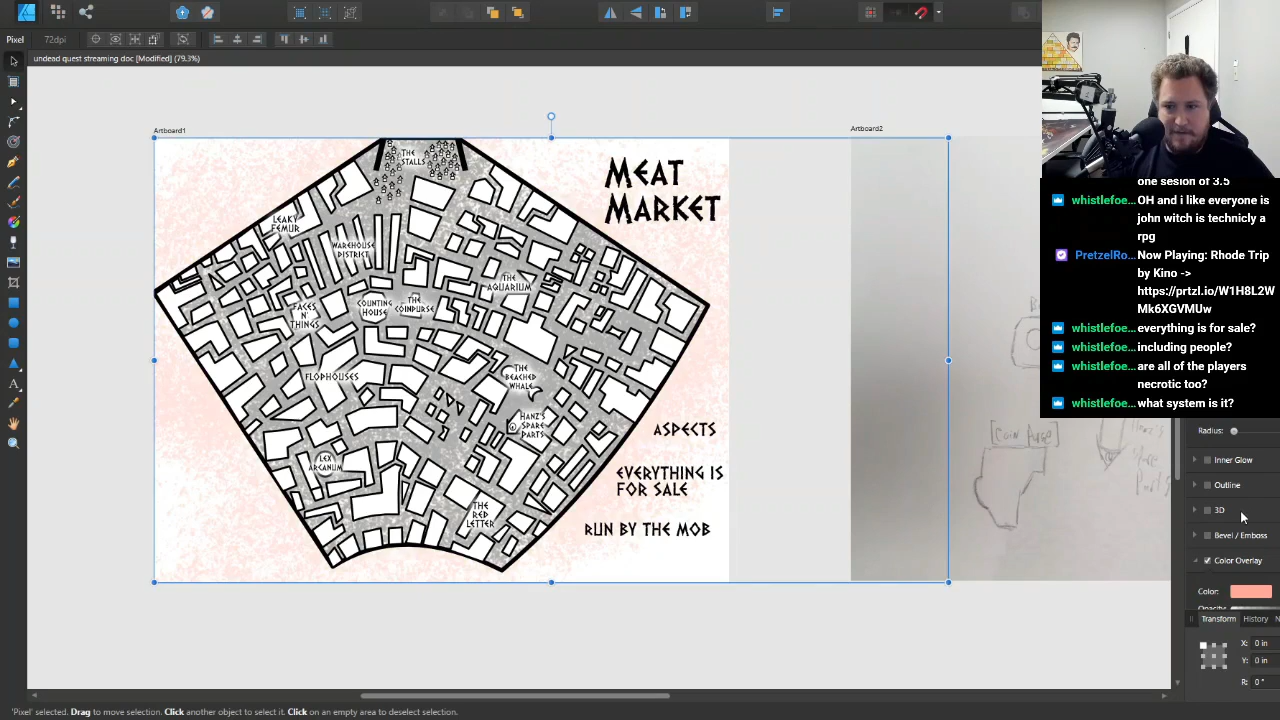 Pixel
72dpi
undead quest streaming doc [Modified] (79.3%)
Artboard1
Artboard2
THE
STALLS
MEAT
MARKET
LEAKY
FEMUR
WAREHOUSE
DISTRICT
THE
AQUARIUM
FACES
N'
THINGS
COUNTING
HOUSE
THE
COINPURSE
FLOPHOUSES
THE
BEACHED
WHALE
HANZ'S
SPARE
PARTS
LEX
ARCANUM
THE
RED
LETTER
ASPECTS
EVERYTHING IS
FOR SALE
RUN BY THE MOB
one sesion of 3.5
whistlefoe... OH and i like everyone is
john witch is technicly a
rpg
PretzelRo... Now Playing: Rhode Trip
by Kino ->
https://prtzl.io/W1H8L2W
Mk6XGVMUw
whistlefoe... everything is for sale?
whistlefoe... including people?
whistlefoe... are all of the players
necrotic too?
whistlefoe... what system is it?
Radius:
Inner Glow
Outline
3D
Bevel / Emboss
Color Overlay
Color:
Opacity:
Transform
History
N
X: 0 in
Y: 0 in
R: 0 °
'Pixel' selected. Drag to move selection. Click another object to select it. Click on an empty area to deselect selection.